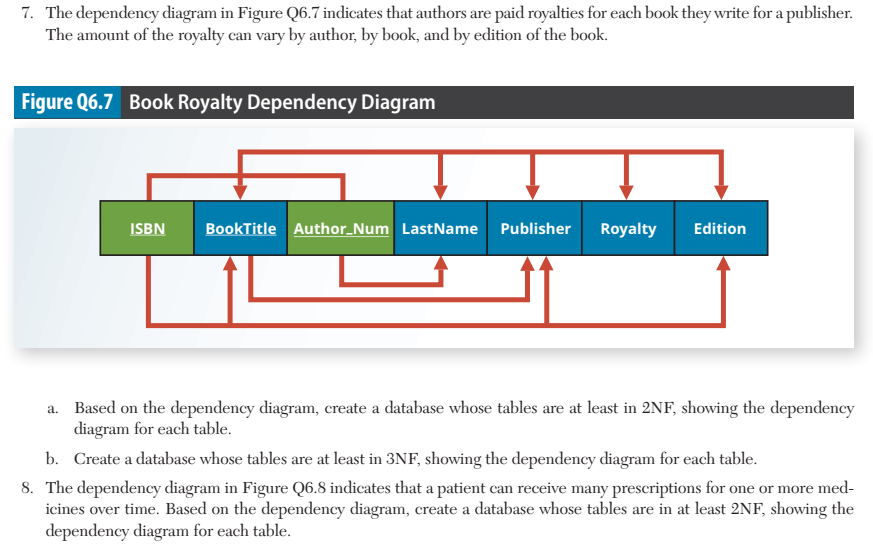 7. The dependency diagram in Figure Q6.7 indicates that authors are paid royalties for each book they write for a publisher.
The amount of the royalty can vary by author, by book, and by edition of the book.
Figure Q6.7 Book Royalty Dependency Diagram
ISBN BookTitle Author_Num LastName Publisher Royalty Edition
a. Based on the dependency diagram, create a database whose tables are at least in 2NF, showing the dependency
diagram for each table.
b. Create a database whose tables are at least in 3NF, showing the dependency diagram for each table.
8. The dependency diagram in Figure Q6.8 indicates that a patient can receive many prescriptions for one or more med-
icines over time. Based on the dependency diagram, create a database whose tables are in at least 2NF, showing the
dependency diagram for each table.